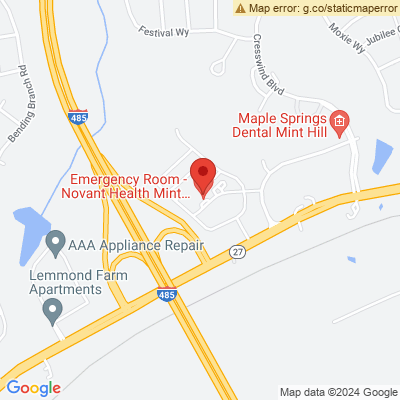 Map error: g.co/staticmaperror
Festival Wy
Cresswind Blvd
Moxie Wy
Jubilee
Bending Branch Rd
485
Maple Springs
Dental Mint Hill
Emergency Room -
Novant Health Mint...
AAA Appliance Repair
27
Lemmond Farm
Apartments
485
Google
Map data ©2024 Google